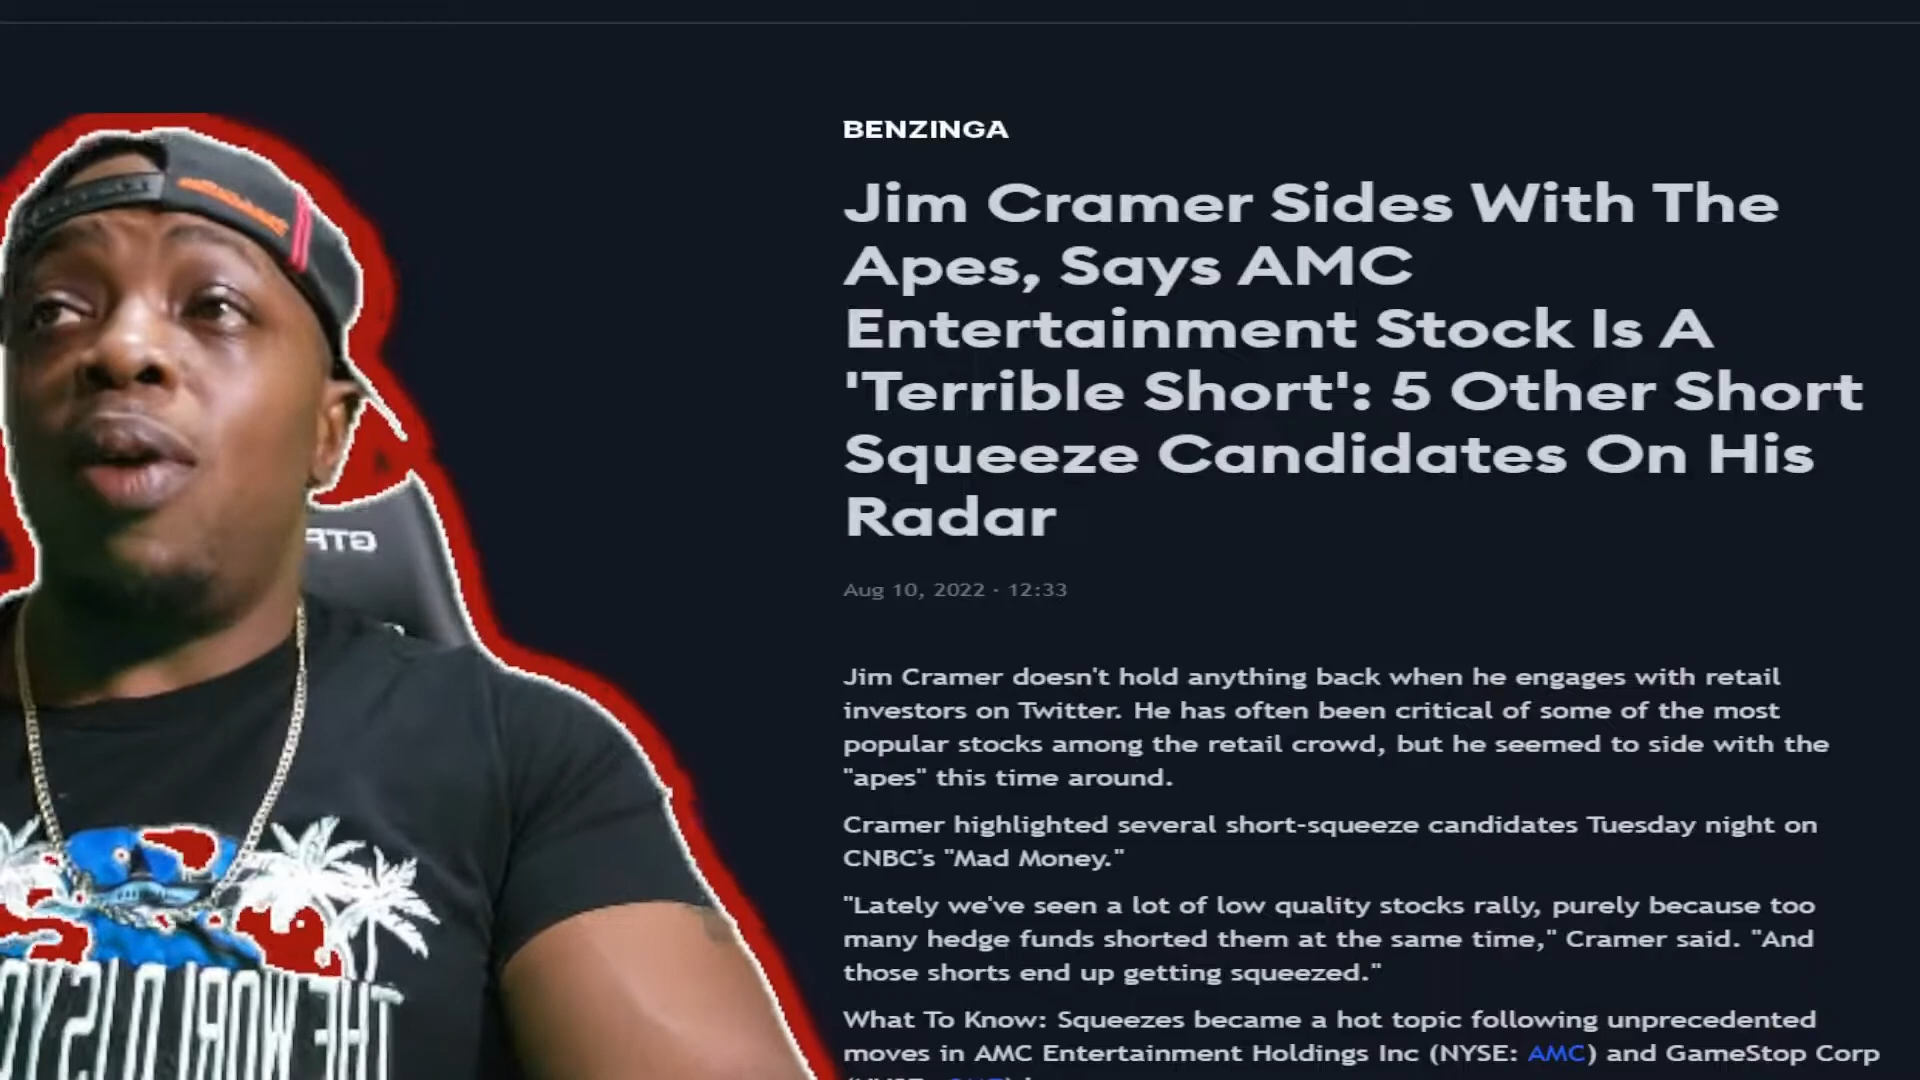 BENZINGA
Jim Cramer Sides With The
Apes, Says AMC
Entertainment Stock Is A
'Terrible Short': 5 Other Short
Squeeze Candidates On His
Radar
Aug 10, 2022 · 12:33
Jim Cramer doesn't hold anything back when he engages with retail
investors on Twitter. He has often been critical of some of the most
popular stocks among the retail crowd, but he seemed to side with the
"apes" this time around.
Cramer highlighted several short-squeeze candidates Tuesday night on
CNBC's "Mad Money."
"Lately we've seen a lot of low quality stocks rally, purely because too
many hedge funds shorted them at the same time," Cramer said. "And
those shorts end up getting squeezed."
What To Know: Squeezes became a hot topic following unprecedented
moves in AMC Entertainment Holdings Inc (NYSE: AMC) and GameStop Corp
THE WORLD IS YO